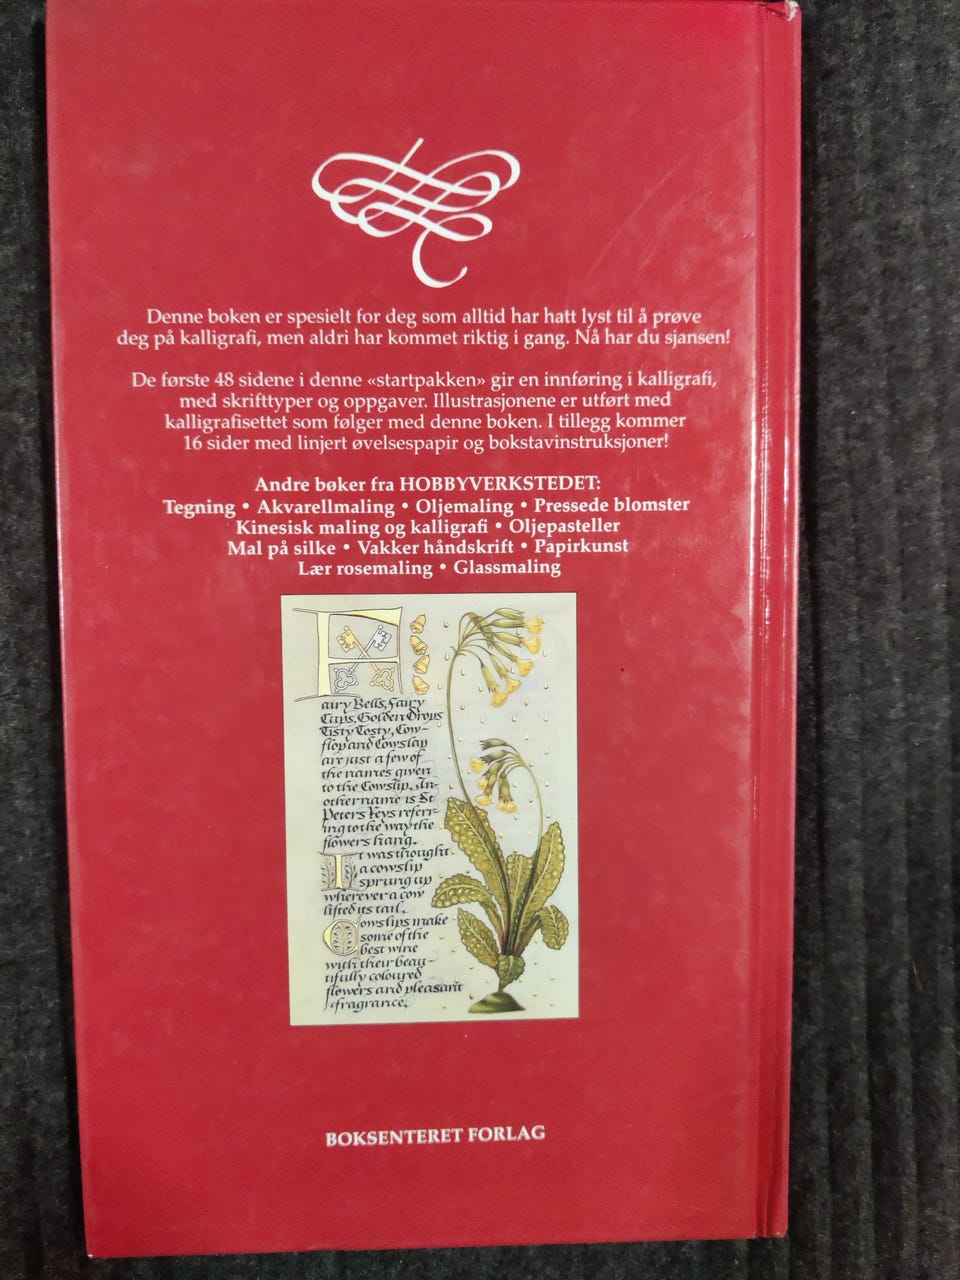 Denne boken er spesielt for deg som alltid har hatt lyst til å prøve
deg på kalligrafi, men aldri har kommet riktig i gang. Nå har du sjansen!
De første 48 sidene i denne «startpakken» gir en innføring i kalligrafi,
med skrifttyper og oppgaver. Illustrasjonene er utført med
kalligrafisettet som følger med denne boken. I tillegg kommer
16 sider med linjert øvelsespapir og bokstavinstruksjoner!
Andre bøker fra HOBBYVERKSTEDET:
Tegning • Akvarellmaling • Oljemaling • Pressede blomster
Kinesisk maling og kalligrafi • Oljepasteller
Mal på silke • Vakker håndskrift • Papirkunst
Lær rosemaling • Glassmaling
Fairy Bells, Fairy
Cups, Golden Drops
Tisty Tosty, Cow-
flop and Cowslap
are just a few of
the names given
to the Cowslip. An-
other name is St
Peters Keys referr-
ing to the way the
flowers hang.
It was thought
a cowslip
sprung up
wherever a cow
lifted its tail.
Cowslips make
some of the
best wine
with their beau-
tifully coloured
flowers and pleasant
fragrance.
BOKSENTERET FORLAG